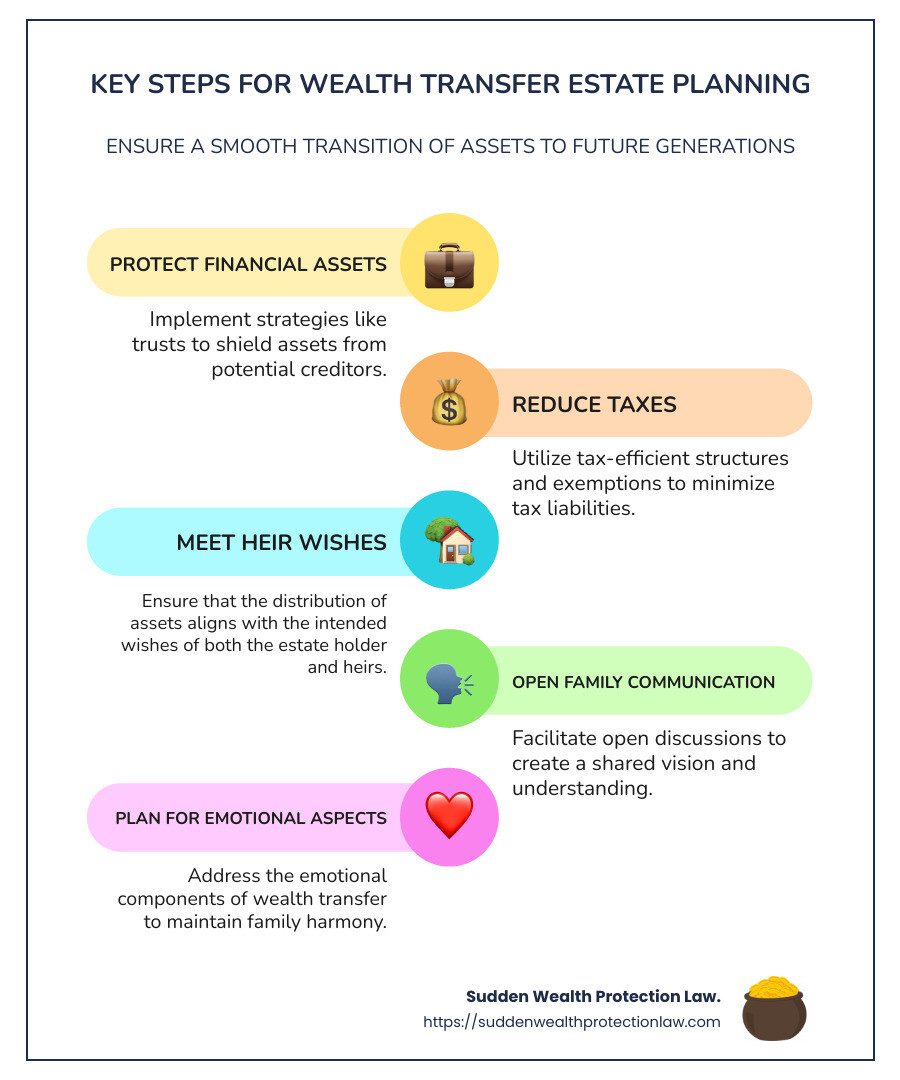 KEY STEPS FOR WEALTH TRANSFER ESTATE PLANNING
ENSURE A SMOOTH TRANSITION OF ASSETS TO FUTURE GENERATIONS
PROTECT FINANCIAL ASSETS
Implement strategies like
trusts to shield assets from
potential creditors.
$
REDUCE TAXES
Utilize tax-efficient structures
and exemptions to minimize
tax liabilities.
MEET HEIR WISHES
Ensure that the distribution of
assets aligns with the intended
wishes of both the estate holder
and heirs.
OPEN FAMILY COMMUNICATION
Facilitate open discussions to
create a shared vision and
understanding.
PLAN FOR EMOTIONAL ASPECTS
Address the emotional
components of wealth transfer
to maintain family harmony.
Sudden Wealth Protection Law.
https://suddenwealthprotectionlaw.com